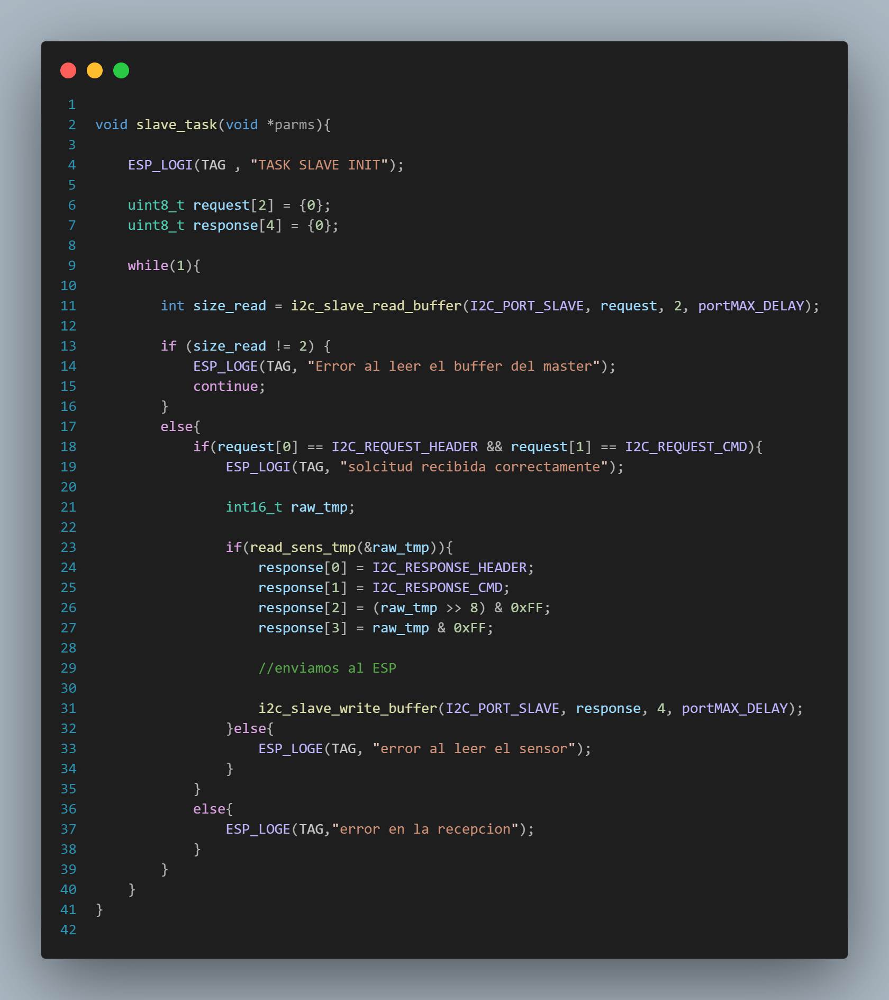 1
2 void slave_task(void *parms){
3
4     ESP_LOGI(TAG , "TASK SLAVE INIT");
5
6     uint8_t request[2] = {0};
7     uint8_t response[4] = {0};
8
9     while(1){
10
11         int size_read = i2c_slave_read_buffer(I2C_PORT_SLAVE, request, 2, portMAX_DELAY);
12
13         if (size_read != 2) {
14             ESP_LOGE(TAG, "Error al leer el buffer del master");
15             continue;
16         }
17         else{
18             if(request[0] == I2C_REQUEST_HEADER && request[1] == I2C_REQUEST_CMD){
19                 ESP_LOGI(TAG, "solcitud recibida correctamente");
20
21                 int16_t raw_tmp;
22
23                 if(read_sens_tmp(&raw_tmp)){
24                     response[0] = I2C_RESPONSE_HEADER;
25                     response[1] = I2C_RESPONSE_CMD;
26                     response[2] = (raw_tmp >> 8) & 0xFF;
27                     response[3] = raw_tmp & 0xFF;
28
29                     //enviamos al ESP
30
31                     i2c_slave_write_buffer(I2C_PORT_SLAVE, response, 4, portMAX_DELAY);
32                 }else{
33                     ESP_LOGE(TAG, "error al leer el sensor");
34                 }
35             }
36             else{
37                 ESP_LOGE(TAG,"error en la recepcion");
38             }
39         }
40     }
41 }
42